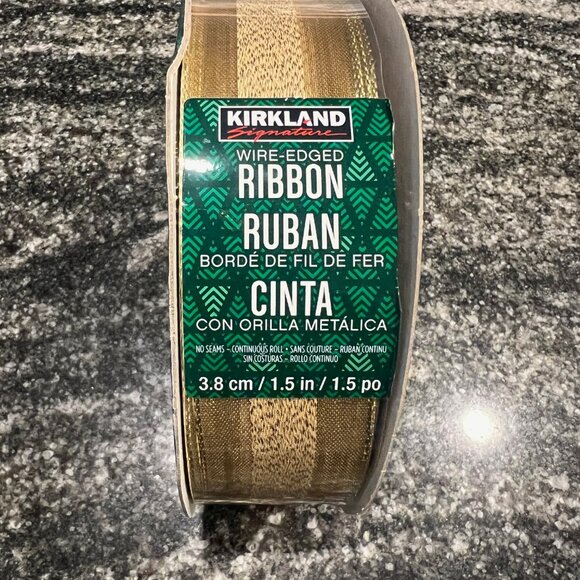 KIRKLAND
Signature
WIRE-EDGED
RIBBON
RUBAN
BORDÉ DE FIL DE FER
CINTA
CON ORILLA METÁLICA
NO SEAMS – CONTINUOUS ROLL • SANS COUTURE – RUBAN CONTINU
SIN COSTURAS – ROLLO CONTINUO
3.8 cm / 1.5 in / 1.5 po